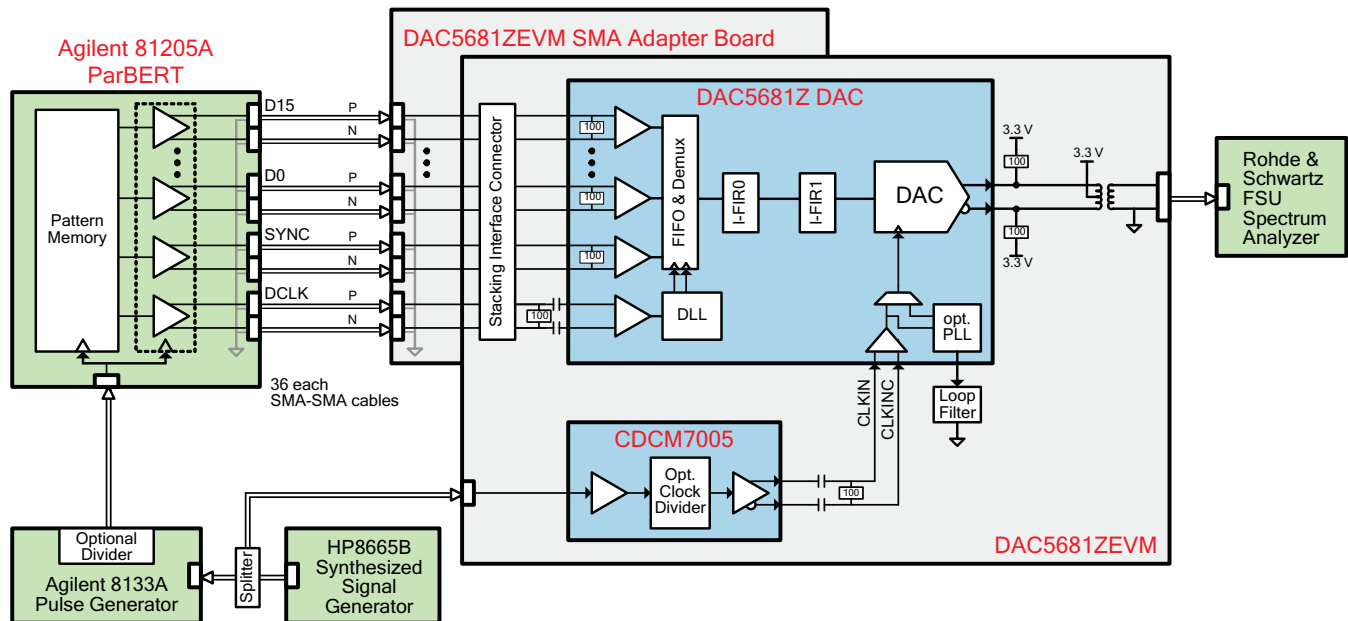 Agilent 81205A
ParBERT
DAC5681ZEVM SMA Adapter Board
DAC5681Z DAC
D15
P
N
D0
P
N
SYNC
P
N
DCLK
P
N
Pattern
Memory
36 each
SMA-SMA cables
Stacking Interface Connector
100
100
100
100
FIFO & Demux
DLL
I-FIR0
I-FIR1
DAC
opt.
PLL
Loop
Filter
3.3 V
100
3.3 V
100
3.3 V
Rohde &
Schwartz
FSU
Spectrum
Analyzer
CLKIN
CLKINC
CDCM7005
Opt.
Clock
Divider
100
DAC5681ZEVM
Optional
Divider
Agilent 8133A
Pulse Generator
Splitter
HP8665B
Synthesized
Signal
Generator